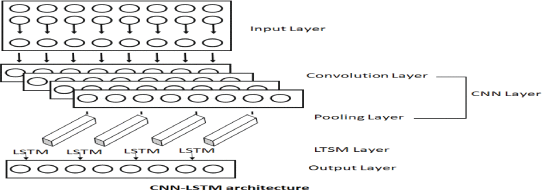 Input Layer
Convolution Layer
CNN Layer
Pooling Layer
LSTM LSTM LSTM LSTM
LTSM Layer
Output Layer
CNN-LSTM architecture